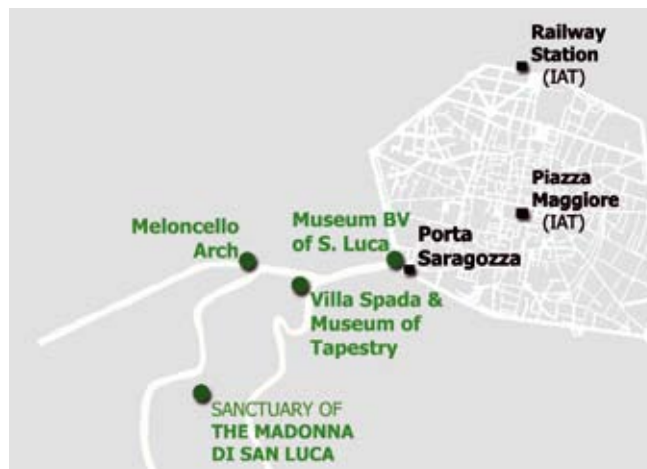 Railway
Station
(IAT)
Piazza
Maggiore
(IAT)
Museum BV
of S. Luca
Porta
Saragozza
Meloncello
Arch
Villa Spada &
Museum of
Tapestry
SANCTUARY OF
THE MADONNA
DI SAN LUCA